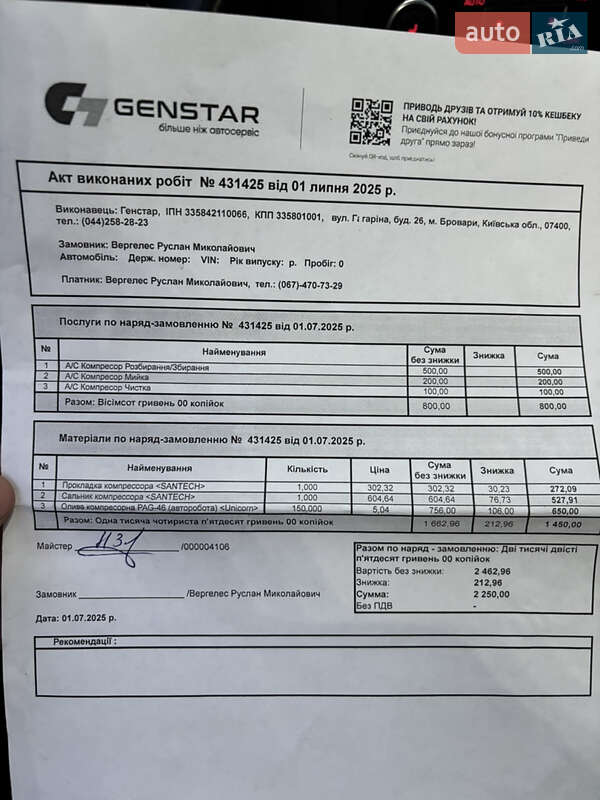 auto RIA.com
GENSTAR
більше ніж автосервіс
ПРИВОДЬ ДРУЗІВ ТА ОТРИМУЙ 10% КЕШБЕКУ
НА СВІЙ РАХУНОК!
Приєднуйся до нашої бонусної програми "Приведи
друга" прямо зараз!
Скануй QR-код, щоб приєднатись!
Акт виконаних робіт № 431425 від 01 липня 2025 р.
Виконавець: Генстар, ІПН 335842110066, КПП 335801001, вул. Гагаріна, буд. 26, м. Бровари, Київська обл., 07400,
тел.: (044)258-26-23
Замовник: Вергелес Руслан Миколайович
Автомобіль: Держ. номер: VIN: Рік випуску: р. Пробіг: 0
Платник: Вергелес Руслан Миколайович, тел.: (067)-470-73-29
Послуги по наряд-замовленню № 431425 від 01.07.2025 р.
№ Найменування Сума без знижки Знижка Сума
1 A/C Компресор Розбирання/Збирання 500,00 500,00
2 A/C Компресор Мийка 200,00 200,00
3 A/C Компресор Чистка 100,00 100,00
Разом: Вісімсот гривень 00 копійок 800,00 800,00
Матеріали по наряд-замовленню № 431425 від 01.07.2025 р.
№ Найменування Кількість Ціна Сума без знижки Знижка Сума
1 Прокладка компрессора <SANTECH> 1,000 302,32 302,32 30,23 272,09
2 Сальник компрессора <SANTECH> 1,000 604,64 604,64 76,73 527,91
3 Олива компресорна PAG-46 (авторобота) <Unicorn> 150,000 5,04 756,00 106,00 650,00
Разом: Одна тисяча чотириста п'ятдесят гривень 00 копійок 1 662,96 212,96 1 450,00
Майстер /000004106
Разом по наряд - замовленню: Дві тисячі двісті
п'ятдесят гривень 00 копійок
Вартість без знижки: 2 462,96
Знижка: 212,96
Сумма: 2 250,00
Без ПДВ -
Замовник /Вергелес Руслан Миколайович
Дата: 01.07.2025 р.
Рекомендації :